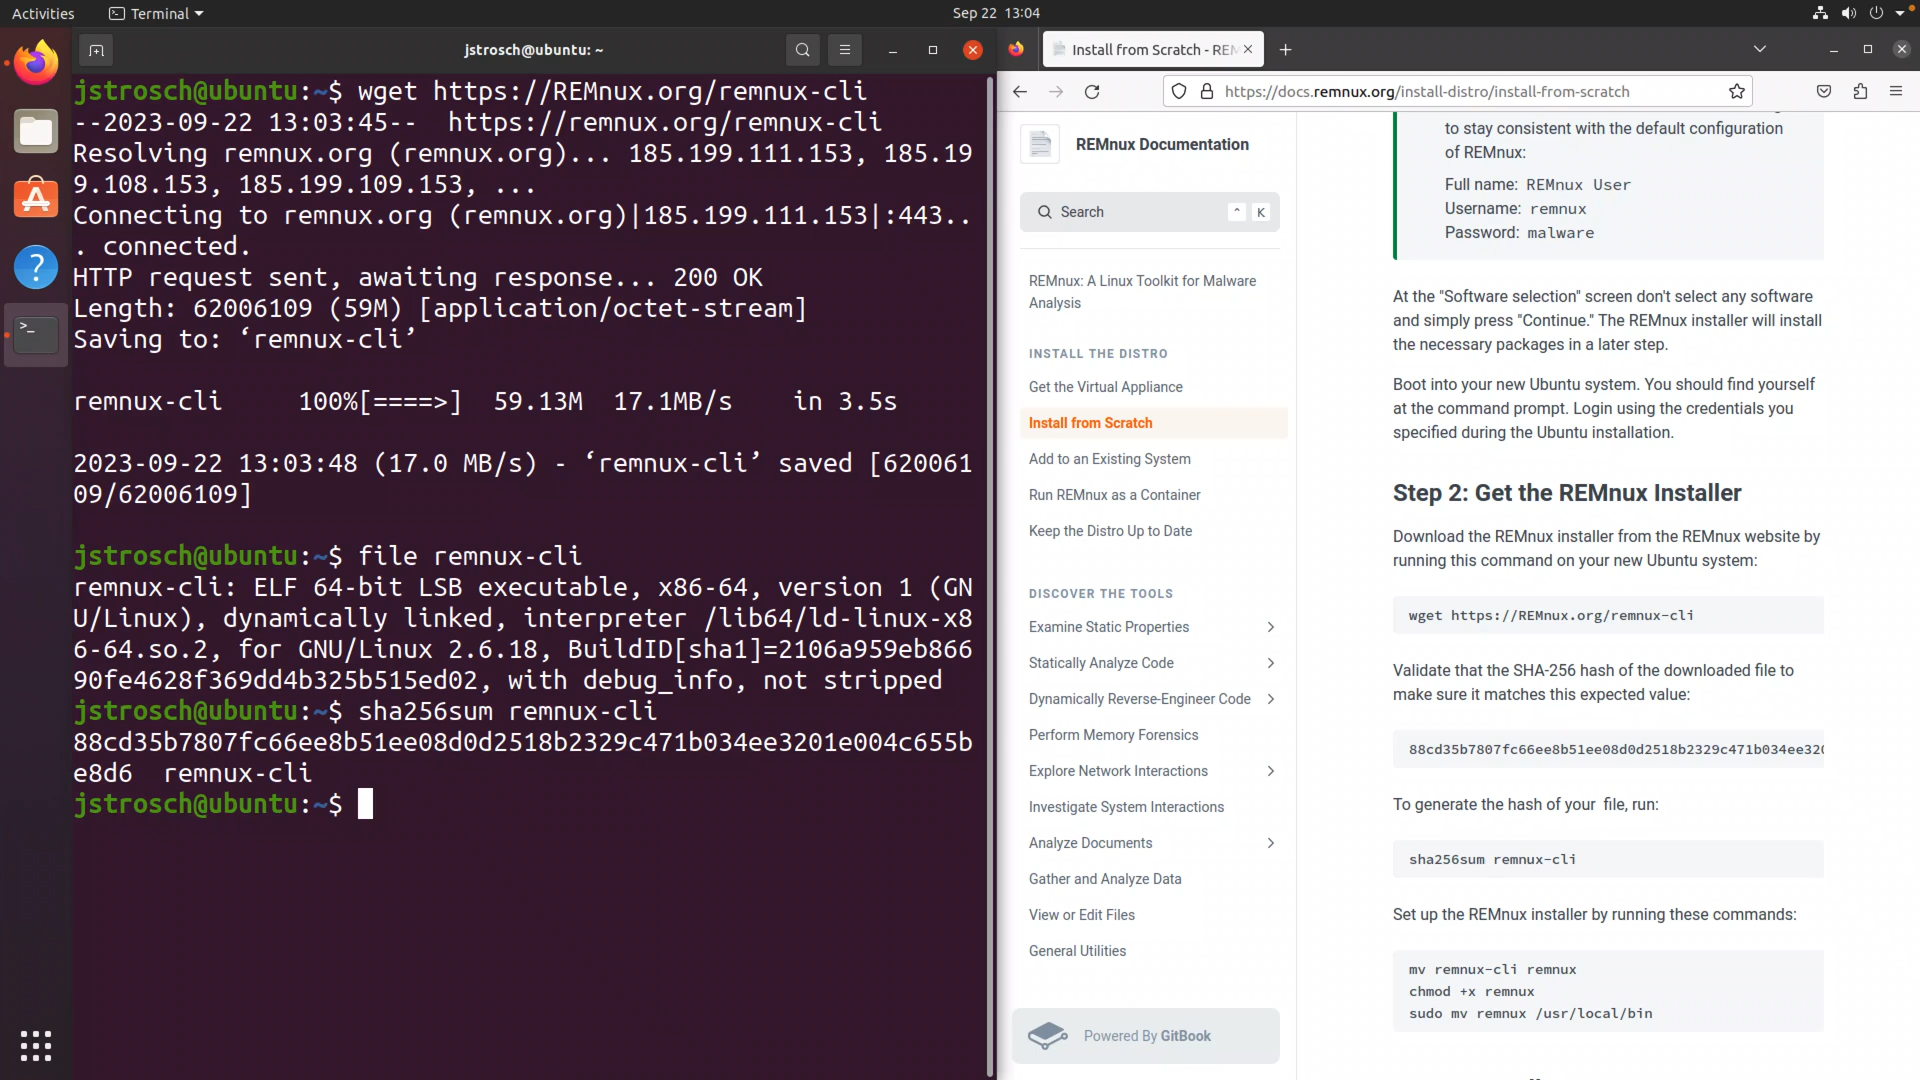 Activities
Terminal
Sep 22 13:04
jstrosch@ubuntu: ~
jstrosch@ubuntu:~$ wget https://REMnux.org/remnux-cli
--2023-09-22 13:03:45--  https://remnux.org/remnux-cli
Resolving remnux.org (remnux.org)... 185.199.111.153, 185.19
9.108.153, 185.199.109.153, ...
Connecting to remnux.org (remnux.org)|185.199.111.153|:443..
. connected.
HTTP request sent, awaiting response... 200 OK
Length: 62006109 (59M) [application/octet-stream]
Saving to: ‘remnux-cli’
remnux-cli 100%[====>] 59.13M 17.1MB/s in 3.5s
2023-09-22 13:03:48 (17.0 MB/s) - ‘remnux-cli’ saved [620061
09/62006109]
jstrosch@ubuntu:~$ file remnux-cli
remnux-cli: ELF 64-bit LSB executable, x86-64, version 1 (GN
U/Linux), dynamically linked, interpreter /lib64/ld-linux-x8
6-64.so.2, for GNU/Linux 2.6.18, BuildID[sha1]=2106a959eb866
90fe4628f369dd4b325b515ed02, with debug_info, not stripped
jstrosch@ubuntu:~$ sha256sum remnux-cli
88cd35b7807fc66ee8b51ee08d0d2518b2329c471b034ee3201e004c655b
e8d6  remnux-cli
jstrosch@ubuntu:~$
Install from Scratch - REM
https://docs.remnux.org/install-distro/install-from-scratch
REMnux Documentation
Search
^ K
REMnux: A Linux Toolkit for Malware
Analysis
INSTALL THE DISTRO
Get the Virtual Appliance
Install from Scratch
Add to an Existing System
Run REMnux as a Container
Keep the Distro Up to Date
DISCOVER THE TOOLS
Examine Static Properties
Statically Analyze Code
Dynamically Reverse-Engineer Code
Perform Memory Forensics
Explore Network Interactions
Investigate System Interactions
Analyze Documents
Gather and Analyze Data
View or Edit Files
General Utilities
Powered By GitBook
to stay consistent with the default configuration
of REMnux:
Full name: REMnux User
Username: remnux
Password: malware
At the "Software selection" screen don't select any software
and simply press "Continue." The REMnux installer will install
the necessary packages in a later step.
Boot into your new Ubuntu system. You should find yourself
at the command prompt. Login using the credentials you
specified during the Ubuntu installation.
Step 2: Get the REMnux Installer
Download the REMnux installer from the REMnux website by
running this command on your new Ubuntu system:
wget https://REMnux.org/remnux-cli
Validate that the SHA-256 hash of the downloaded file to
make sure it matches this expected value:
88cd35b7807fc66ee8b51ee08d0d2518b2329c471b034ee320
To generate the hash of your file, run:
sha256sum remnux-cli
Set up the REMnux installer by running these commands:
mv remnux-cli remnux
chmod +x remnux
sudo mv remnux /usr/local/bin